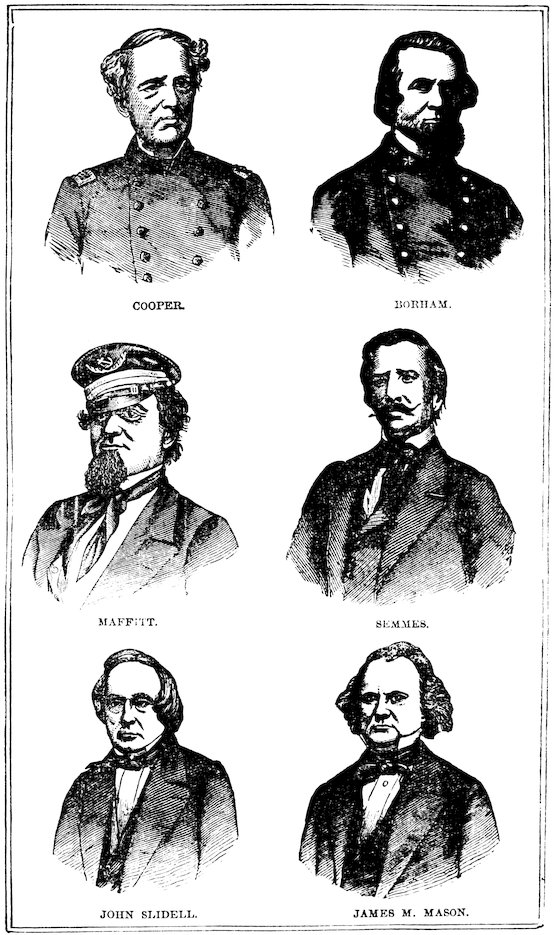 COOPER.
BORHAM.
MAFFITT.
SEMMES.
JOHN SLIDELL.
JAMES M. MASON.